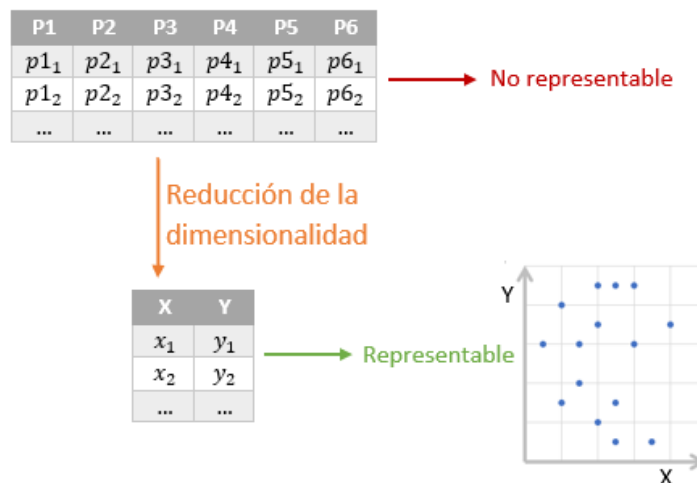 P1 P2 P3 P4 P5 P6
p1₁ p2₁ p3₁ p4₁ p5₁ p6₁
p1₂ p2₂ p3₂ p4₂ p5₂ p6₂
... ... ... ... ... ...
No representable
Reducción de la
dimensionalidad
X Y
x₁ y₁
x₂ y₂
... ...
Representable
Y
X